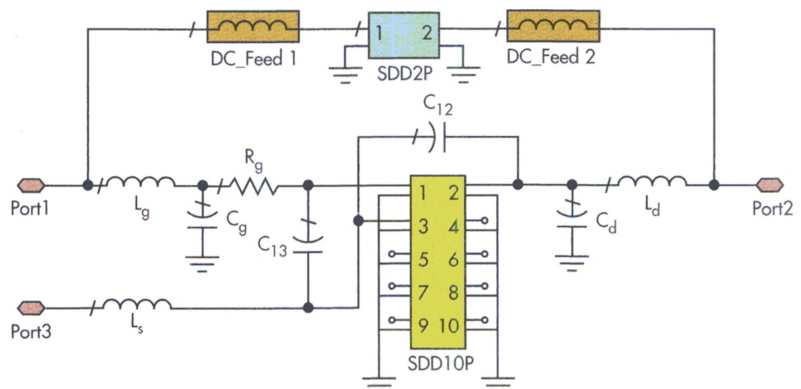 1 2
DC_Feed 1
SDD2P
DC_Feed 2
C12
Rg
Port1
Lg
Cg
C13
1 2
3 4
5 6
7 8
9 10
Cd
Ld
Port2
Port3
Ls
SDD10P